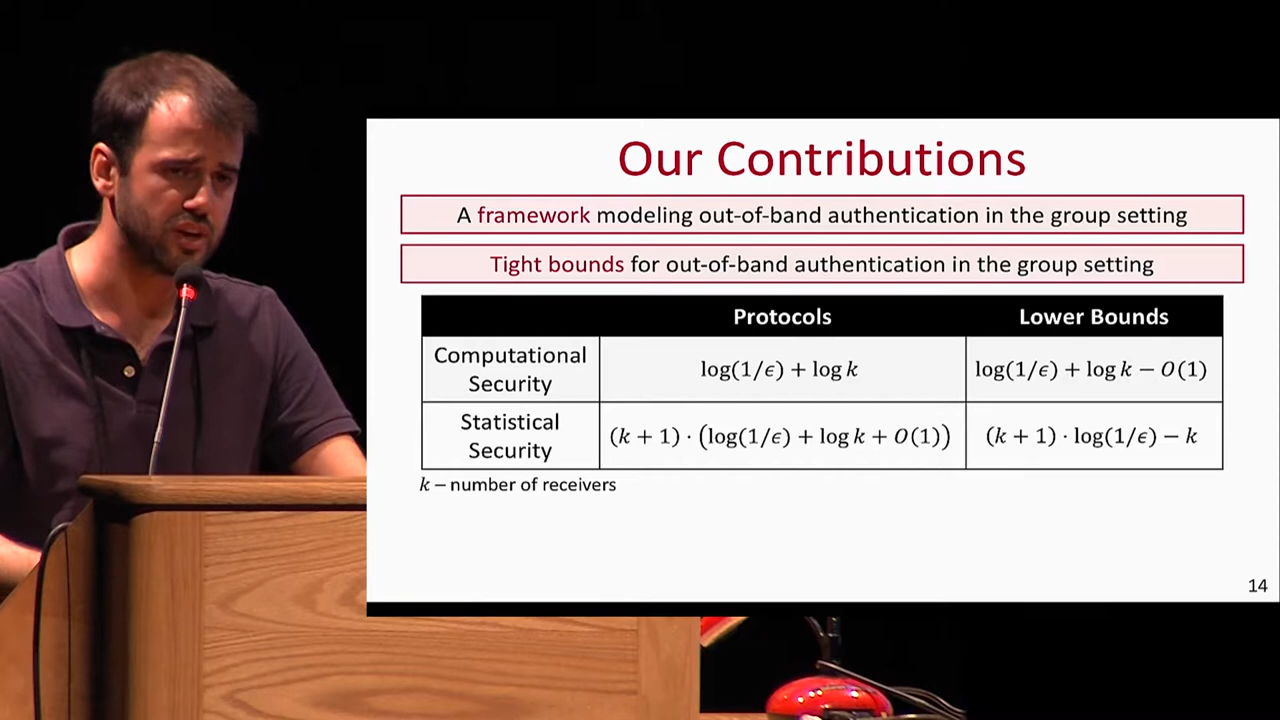 Our Contributions
A framework modeling out-of-band authentication in the group setting
Tight bounds for out-of-band authentication in the group setting
Protocols Lower Bounds
Computational Security log(1/ϵ) + log k log(1/ϵ) + log k − O(1)
Statistical Security (k + 1) · (log(1/ϵ) + log k + O(1)) (k + 1) · log(1/ϵ) − k
k – number of receivers
14